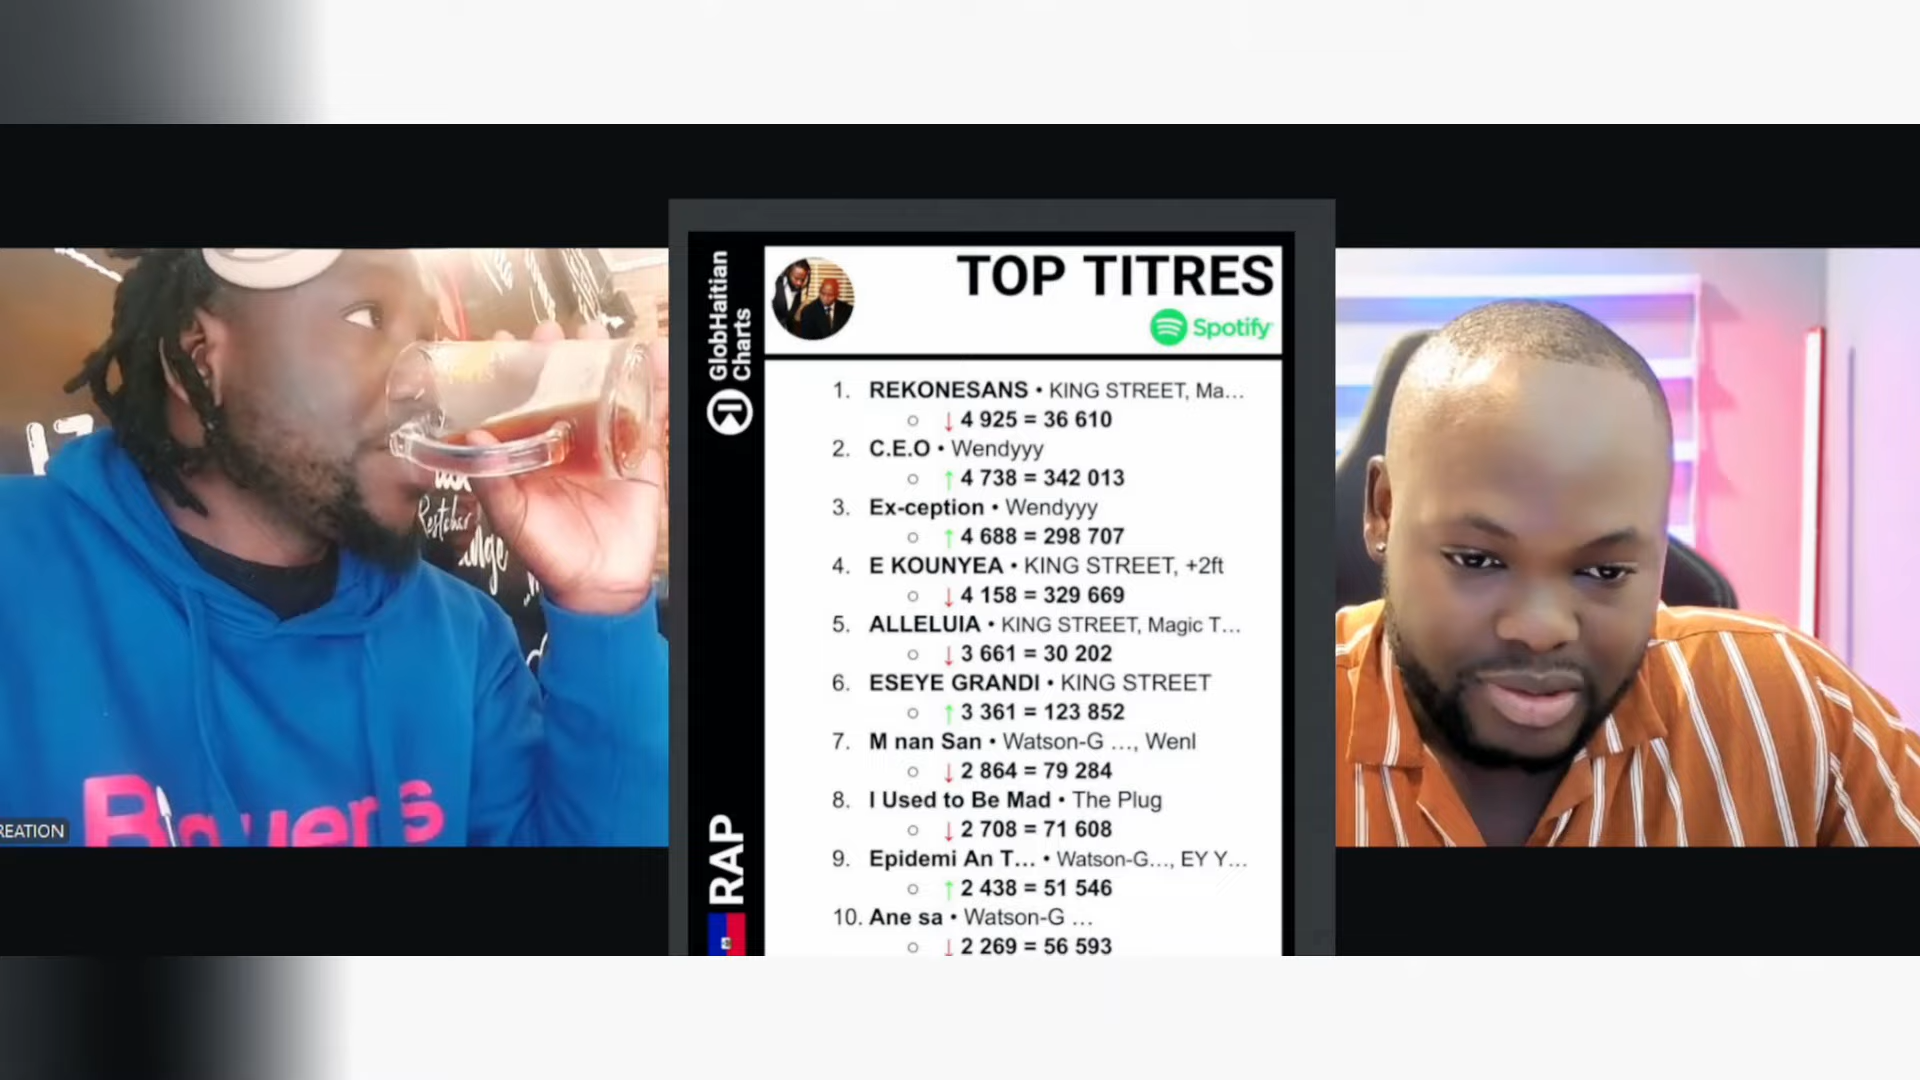 GlobHaitian
Charts
RAP
TOP TITRES
Spotify
1. REKONESANS • KING STREET, Ma...
↓ 4 925 = 36 610
2. C.E.O • Wendyyy
↑ 4 738 = 342 013
3. Ex-ception • Wendyyy
↑ 4 688 = 298 707
4. E KOUNYEA • KING STREET, +2ft
↓ 4 158 = 329 669
5. ALLELUIA • KING STREET, Magic T...
↓ 3 661 = 30 202
6. ESEYE GRANDI • KING STREET
↑ 3 361 = 123 852
7. M nan San • Watson-G ..., Wenl
↓ 2 864 = 79 284
8. I Used to Be Mad • The Plug
↓ 2 708 = 71 608
9. Epidemi An T... • Watson-G..., EY Y...
↑ 2 438 = 51 546
10. Ane sa • Watson-G ...
↓ 2 269 = 56 593
Restobar
REATION